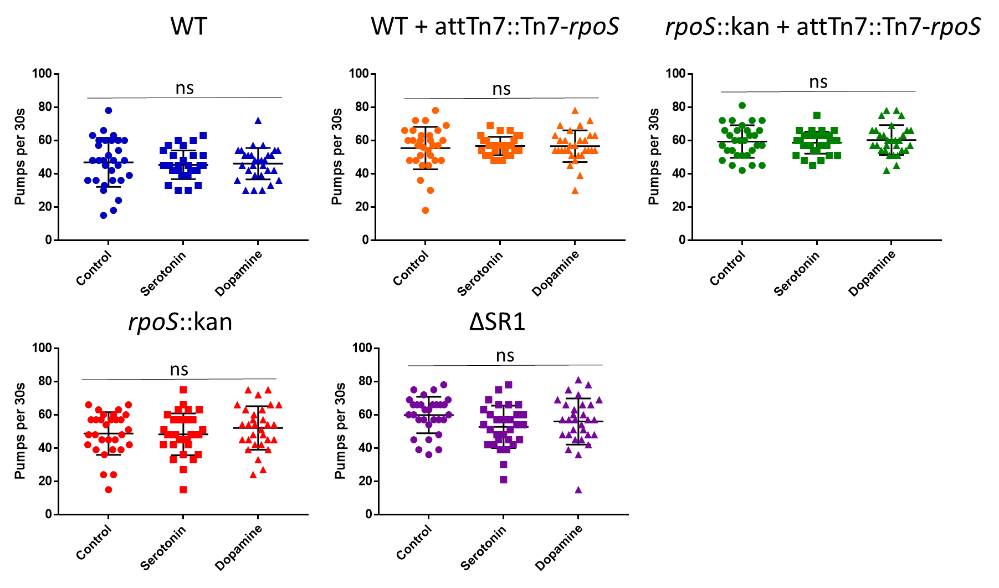 WT
WT + attTn7::Tn7-rpoS
rpoS::kan + attTn7::Tn7-rpoS
ns
Pumps per 30s
100
80
60
40
20
0
Control
Serotonin
Dopamine
ns
Pumps per 30s
100
80
60
40
20
0
Control
Serotonin
Dopamine
ns
Pumps per 30s
100
80
60
40
20
0
Control
Serotonin
Dopamine
rpoS::kan
ΔSR1
ns
Pumps per 30s
100
80
60
40
20
0
Control
Serotonin
Dopamine
ns
Pumps per 30s
100
80
60
40
20
0
Control
Serotonin
Dopamine